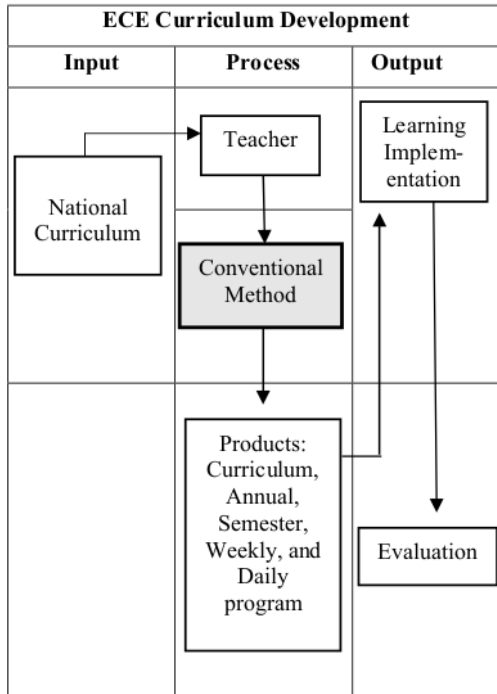 ECE Curriculum Development
Input
Process
Output
National
Curriculum
Teacher
Conventional
Method
Products:
Curriculum,
Annual,
Semester,
Weekly, and
Daily
program
Learning
Implem-
entation
Evaluation